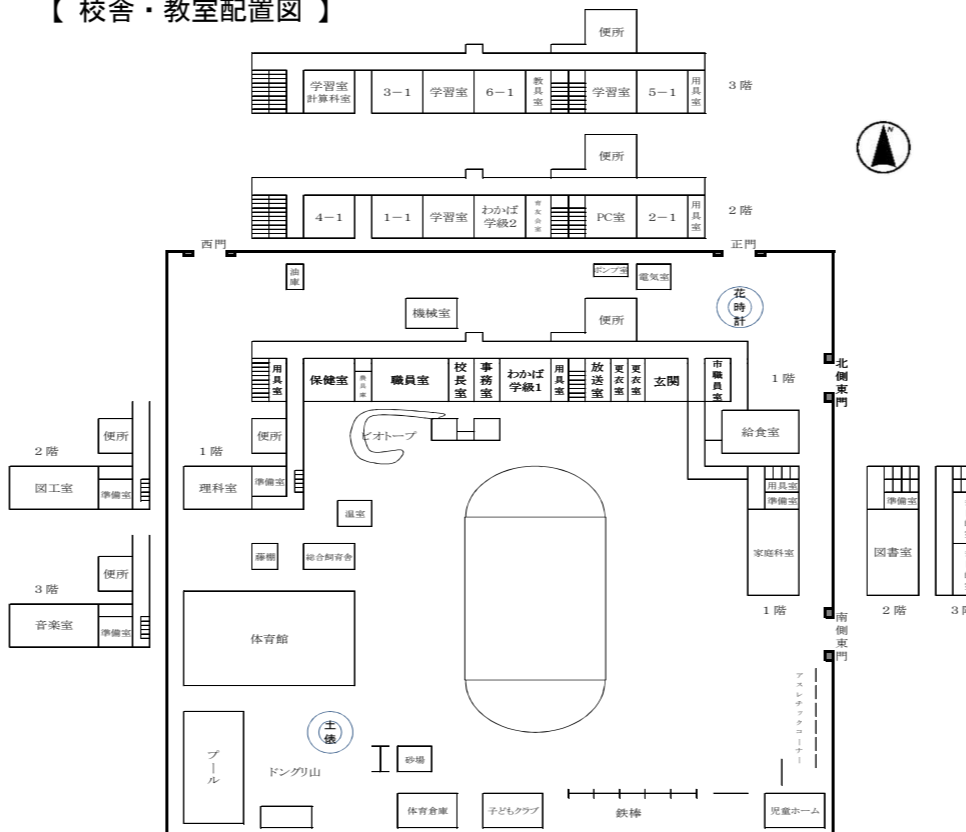 【 校舎・教室配置図 】
便所
学習室
計算科室
3−1
学習室
6−1
教具室
学習室
5−1
用具室
3 階
N
便所
4−1
1−1
学習室
わかば
学級2
育友会室
PC室
2−1
用具室
2 階
西門
正門
油庫
ポンプ室
電気室
花時計
機械室
便所
用具室
保健室
職員室
校長室
事務室
わかば
学級1
用具室
放送室
更衣室
更衣室
玄関
市職員室
1 階
北側東門
ビオトープ
給食室
2 階
便所
図工室
準備室
1 階
便所
理科室
準備室
用具室
準備室
家庭科室
1 階
準備室
図書室
2 階
温室
藤棚
総合飼育舎
3 階
便所
音楽室
準備室
体育館
南側東門
アスレチックコーナー
土俵
プール
ドングリ山
砂場
体育倉庫
子どもクラブ
鉄棒
児童ホーム